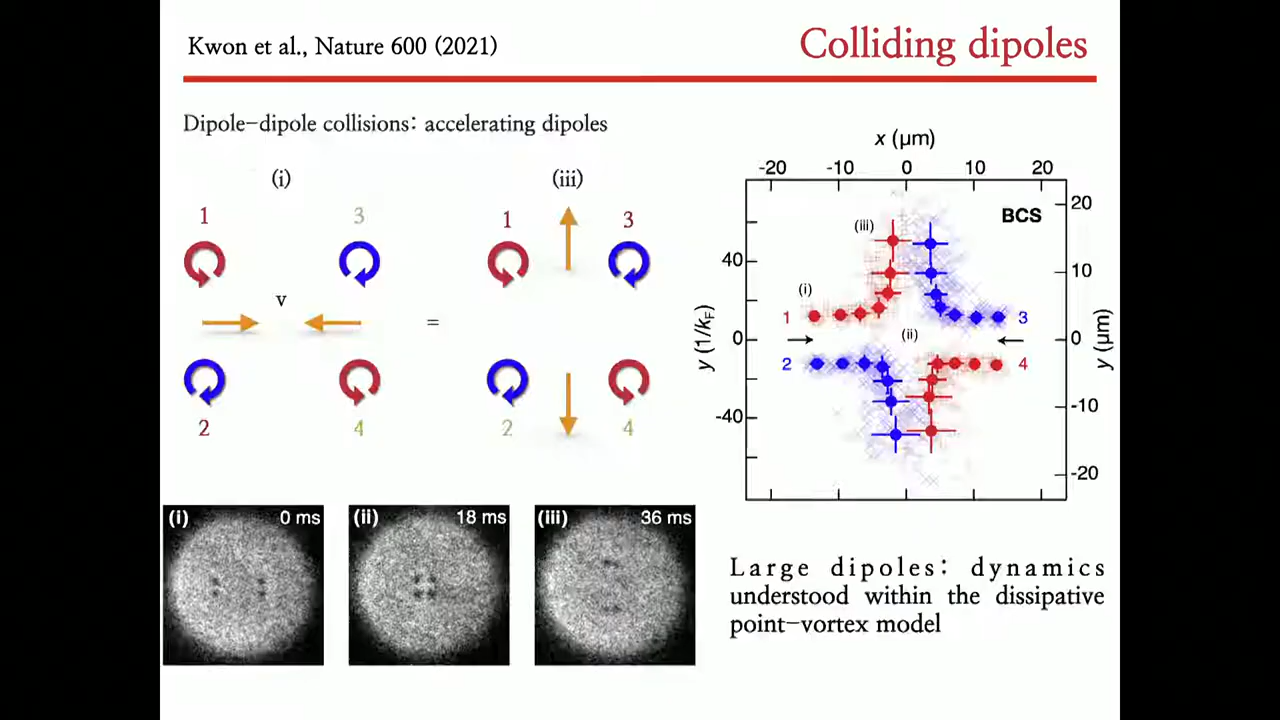 Kwon et al., Nature 600 (2021)
Colliding dipoles
Dipole-dipole collisions: accelerating dipoles
(i)
(iii)
1
3
1
3
v
=
2
4
2
4
x (μm)
-20 -10 0 10 20
BCS
(iii)
(i)
(ii)
1
3
2
4
y (1/kF)
40
0
-40
y (μm)
20
10
0
-10
-20
(i) 0 ms
(ii) 18 ms
(iii) 36 ms
Large dipoles: dynamics
understood within the dissipative
point-vortex model